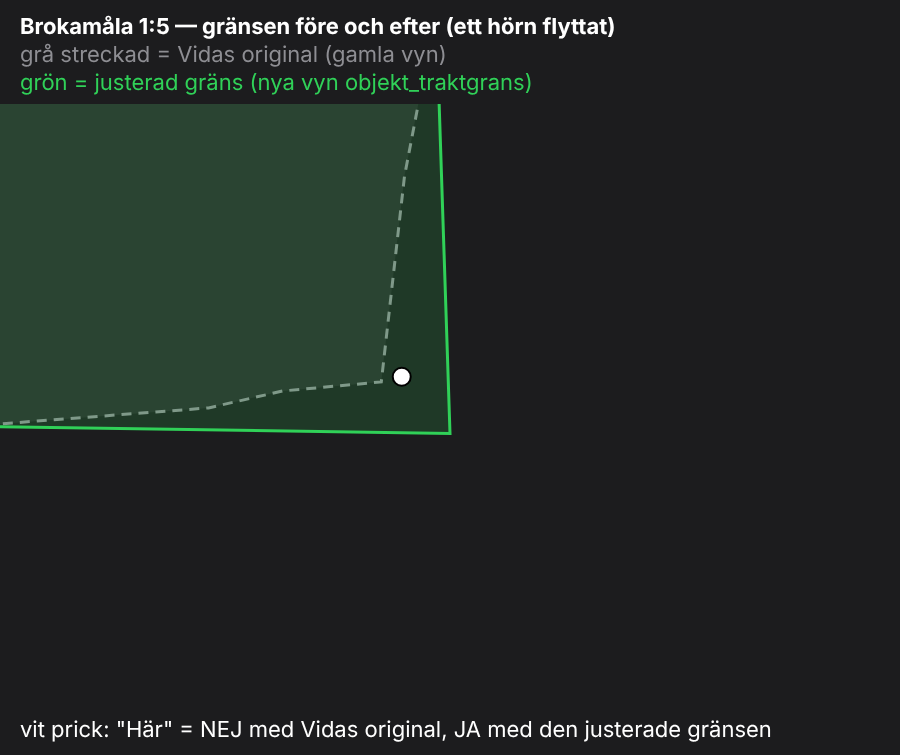 Brokamåla 1:5 — gränsen före och efter (ett hörn flyttat)
grå streckad = Vidas original (gamla vyn)
grön = justerad gräns (nya vyn objekt_traktgrans)
vit prick: "Här" = NEJ med Vidas original, JA med den justerade gränsen